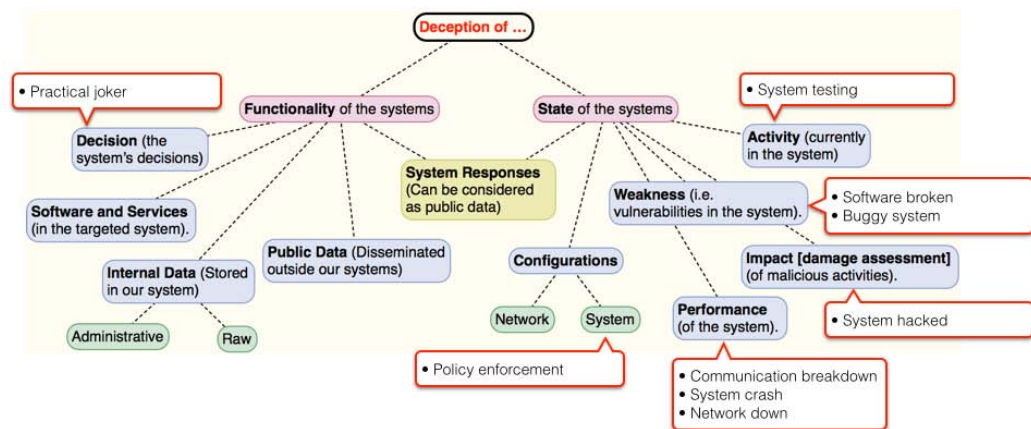 Deception of ...
• Practical joker
Functionality of the systems
State of the systems
• System testing
Decision (the
system's decisions)
Activity (currently
in the system)
System Responses
(Can be considered
as public data)
Weakness (i.e.
vulnerabilities in the system).
• Software broken
• Buggy system
Software and Services
(in the targeted system).
Public Data (Disseminated
outside our systems)
Configurations
Impact [damage assessment]
(of malicious activities).
Internal Data (Stored
in our system)
Administrative
Raw
Network
System
Performance
(of the system).
• System hacked
• Policy enforcement
• Communication breakdown
• System crash
• Network down